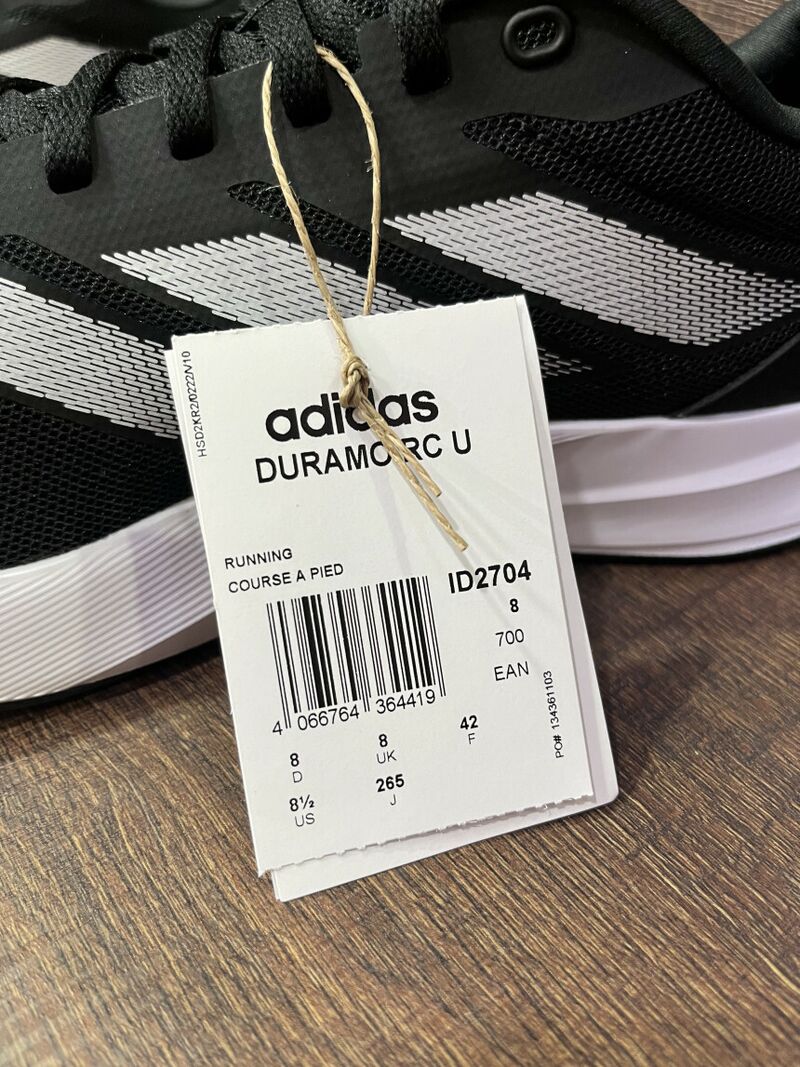 HSD2KR2/0222/V10
adidas
DURAMO RC U
RUNNING
COURSE A PIED
ID2704
8
700
EAN
4 066764 364419
8
D
8
UK
42
F
8½
US
265
J
PO# 134361103